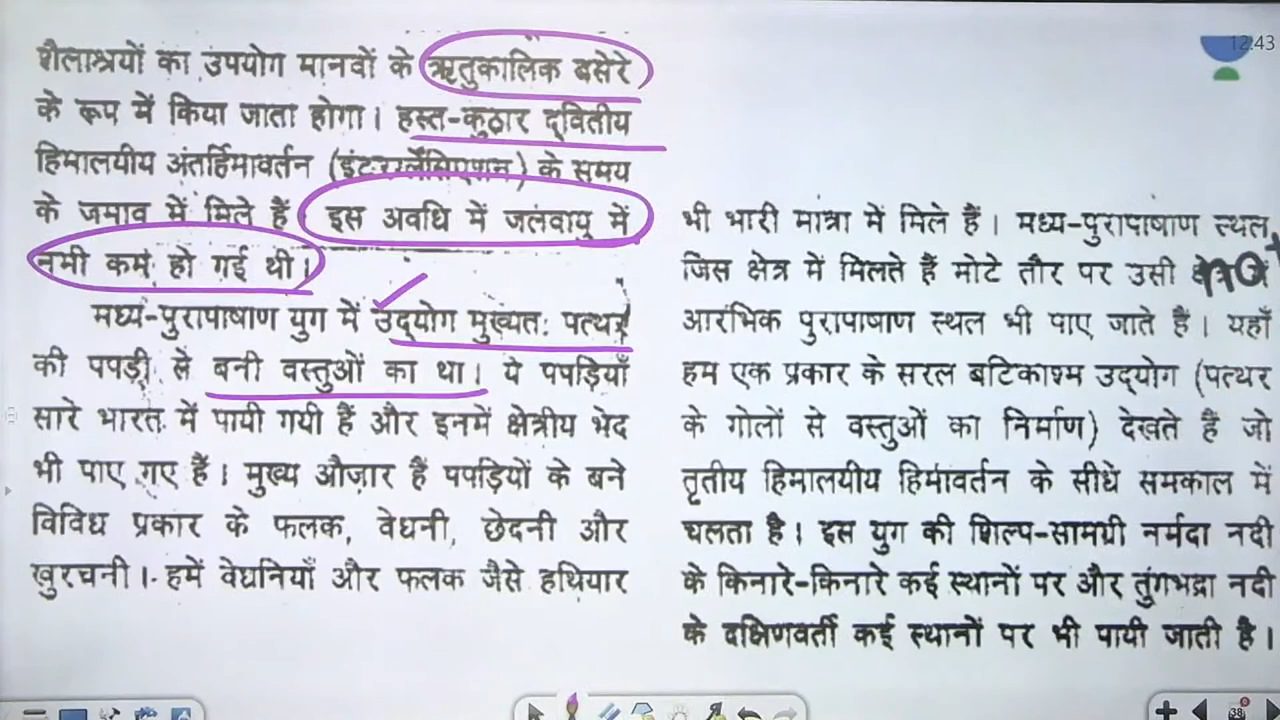 शैलाश्रयों का उपयोग मानवों के ऋतुकालिक बसेरे
के रूप में किया जाता होगा। हस्त-कुठार द्वितीय
हिमालयीय अंतर्हिमावर्तन (इंटरग्लेसिएशन) के समय
के जमाव में मिले हैं। इस अवधि में जलवायु में
नमी कम हो गई थी।
मध्य-पुरापाषाण युग में उद्योग मुख्यत: पत्थर
की पपड़ी से बनी वस्तुओं का था। ये पपड़ियाँ
सारे भारत में पायी गयी हैं और इनमें क्षेत्रीय भेद
भी पाए गए हैं। मुख्य औज़ार हैं पपड़ियों के बने
विविध प्रकार के फलक, वेधनी, छेदनी और
खुरचनी। हमें वेधनियाँ और फलक जैसे हथियार
12:43
भी भारी मात्रा में मिले हैं। मध्य-पुरापाषाण स्थल
जिस क्षेत्र में मिलते हैं मोटे तौर पर उसी
आरंभिक पुरापाषाण स्थल भी पाए जाते हैं। यहाँ
हम एक प्रकार के सरल बटिकाश्म उद्योग (पत्थर
के गोलों से वस्तुओं का निर्माण) देखते हैं जो
तृतीय हिमालयीय हिमावर्तन के सीधे समकाल में
चलता है। इस युग की शिल्प-सामग्री नर्मदा नदी
के किनारे-किनारे कई स्थानों पर और तुंगभद्रा नदी
के दक्षिणवर्ती कई स्थानों पर भी पायी जाती है।
38